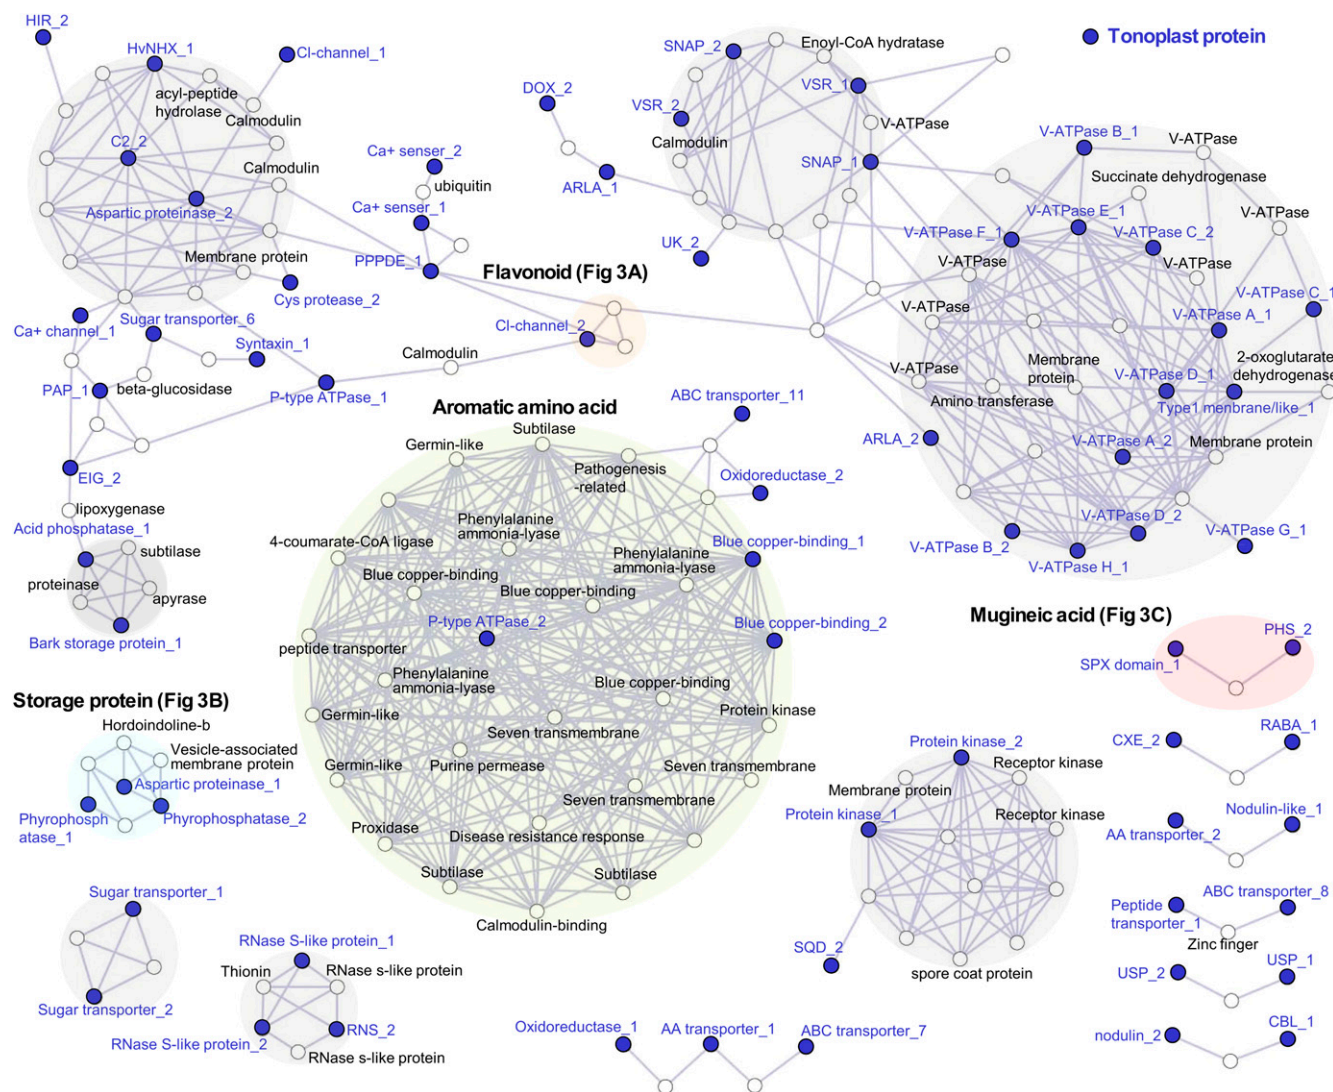 HIR_2
HvNHX_1
Cl-channel_1
acyl-peptide
hydrolase
Calmodulin
C2_2
Calmodulin
Aspartic proteinase_2
Membrane protein
Cys protease_2
Ca+ channel_1
Sugar transporter_6
Syntaxin_1
beta-glucosidase
PAP_1
P-type ATPase_1
EIG_2
lipoxygenase
Acid phosphatase_1
subtilase
proteinase
apyrase
Bark storage protein_1
Ca+ senser_2
ubiquitin
Ca+ senser_1
PPPDE_1
Flavonoid (Fig 3A)
Cl-channel_2
Calmodulin
DOX_2
ARLA_1
UK_2
SNAP_2
Enoyl-CoA hydratase
VSR_1
VSR_2
V-ATPase
Calmodulin
SNAP_1
Tonoplast protein
V-ATPase B_1
V-ATPase
Succinate dehydrogenase
V-ATPase E_1
V-ATPase
V-ATPase F_1
V-ATPase C_2
V-ATPase
V-ATPase
V-ATPase
V-ATPase C_1
V-ATPase A_1
V-ATPase
Membrane
protein
2-oxoglutarate
dehydrogenase
V-ATPase D_1
Amino transferase
Type1 menbrane/like_1
ARLA_2
V-ATPase A_2
Membrane protein
V-ATPase D_2
V-ATPase B_2
V-ATPase H_1
V-ATPase G_1
Aromatic amino acid
Subtilase
Germin-like
Pathogenesis
-related
ABC transporter_11
Oxidoreductase_2
Phenylalanine
ammonia-lyase
4-coumarate-CoA ligase
Blue copper-binding_1
Phenylalanine
ammonia-lyase
Blue copper-binding
Blue copper-binding
P-type ATPase_2
Blue copper-binding_2
peptide transporter
Phenylalanine
ammonia-lyase
Blue copper-binding
Germin-like
Protein kinase
Seven transmembrane
Germin-like
Purine permease
Seven transmembrane
Seven transmembrane
Proxidase
Disease resistance response
Subtilase
Subtilase
Calmodulin-binding
Storage protein (Fig 3B)
Hordoindoline-b
Vesicle-associated
membrane protein
Aspartic proteinase_1
Phyrophosph
atase_1
Phyrophosphatase_2
Sugar transporter_1
Sugar transporter_2
RNase S-like protein_1
Thionin
RNase s-like protein
RNase S-like protein_2
RNS_2
RNase s-like protein
Oxidoreductase_1
AA transporter_1
ABC transporter_7
Protein kinase_2
Receptor kinase
Membrane protein
Protein kinase_1
Receptor kinase
SQD_2
spore coat protein
Mugineic acid (Fig 3C)
PHS_2
SPX domain_1
CXE_2
RABA_1
AA transporter_2
Nodulin-like_1
Peptide
transporter_1
ABC transporter_8
Zinc finger
USP_2
USP_1
nodulin_2
CBL_1